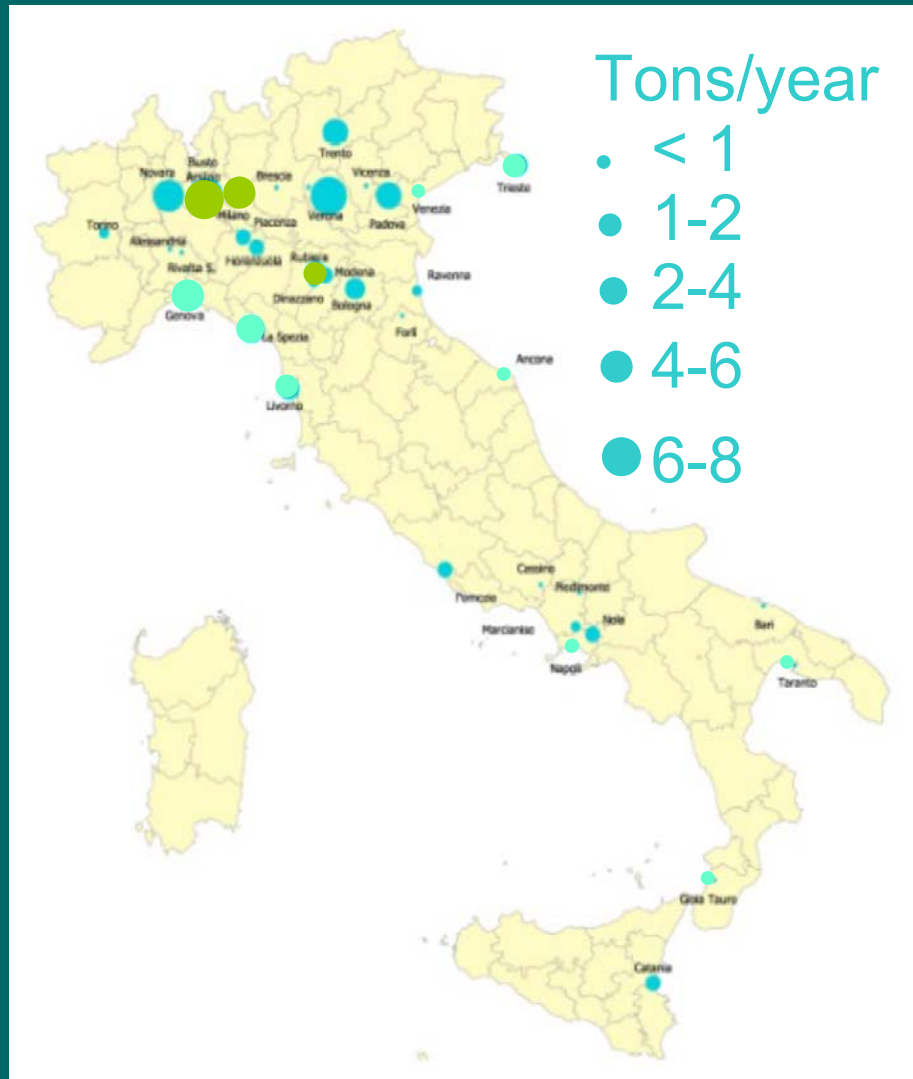 Tons/year
< 1
1-2
2-4
4-6
6-8
Trento
Busto
Arsizio
Novara
Brescia
Vicenza
Trieste
Milano
Verona
Venezia
Padova
Torino
Piacenza
Alessandria
Fiorenzuola
Rubiera
Rivalta S.
Modena
Ravenna
Dinazzano
Bologna
Genova
La Spezia
Forlì
Ancona
Livorno
Cassino
Pomezia
Piedimonte
Marcianise
Nola
Bari
Napoli
Taranto
Gioia Tauro
Catania